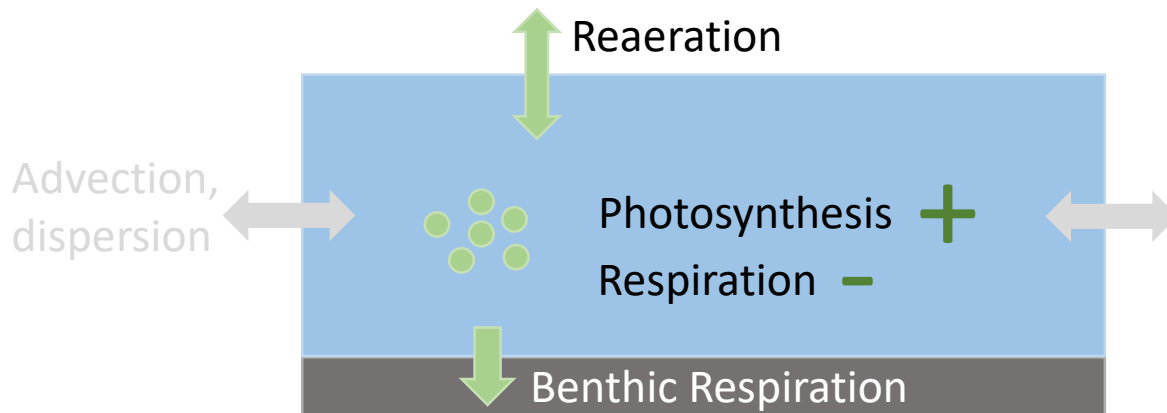 Reaeration
Advection,
dispersion
Photosynthesis +
Respiration -
Benthic Respiration